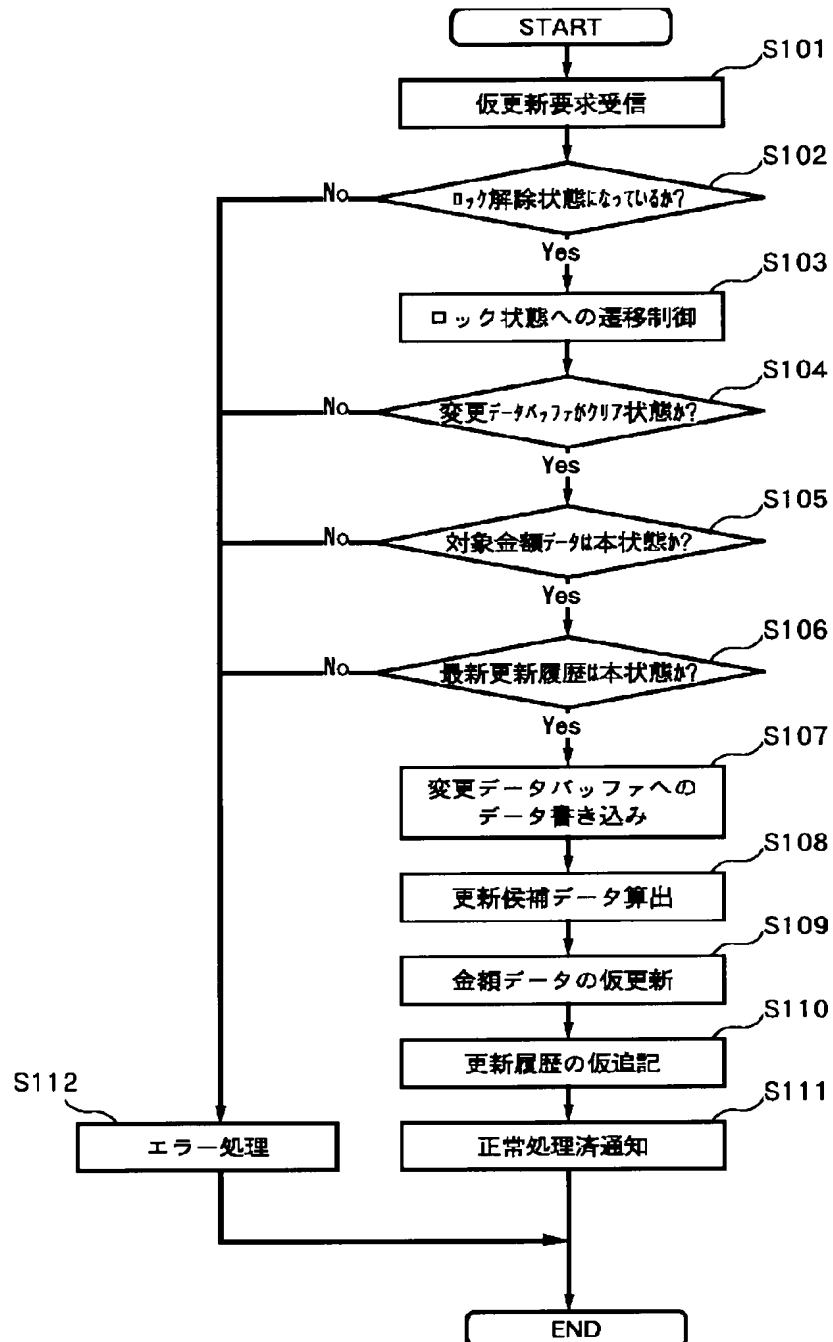 START
S101
仮更新要求受信
S102
No
ロック解除状態になっているか?
Yes
S103
ロック状態への遷移制御
S104
No
変更データバッファがクリア状態か?
Yes
S105
No
対象金額データは本状態か?
Yes
S106
No
最新更新履歴は本状態か?
Yes
S107
変更データバッファへの
データ書き込み
S108
更新候補データ算出
S109
金額データの仮更新
S110
更新履歴の仮追記
S112
S111
エラー処理
正常処理済通知
END